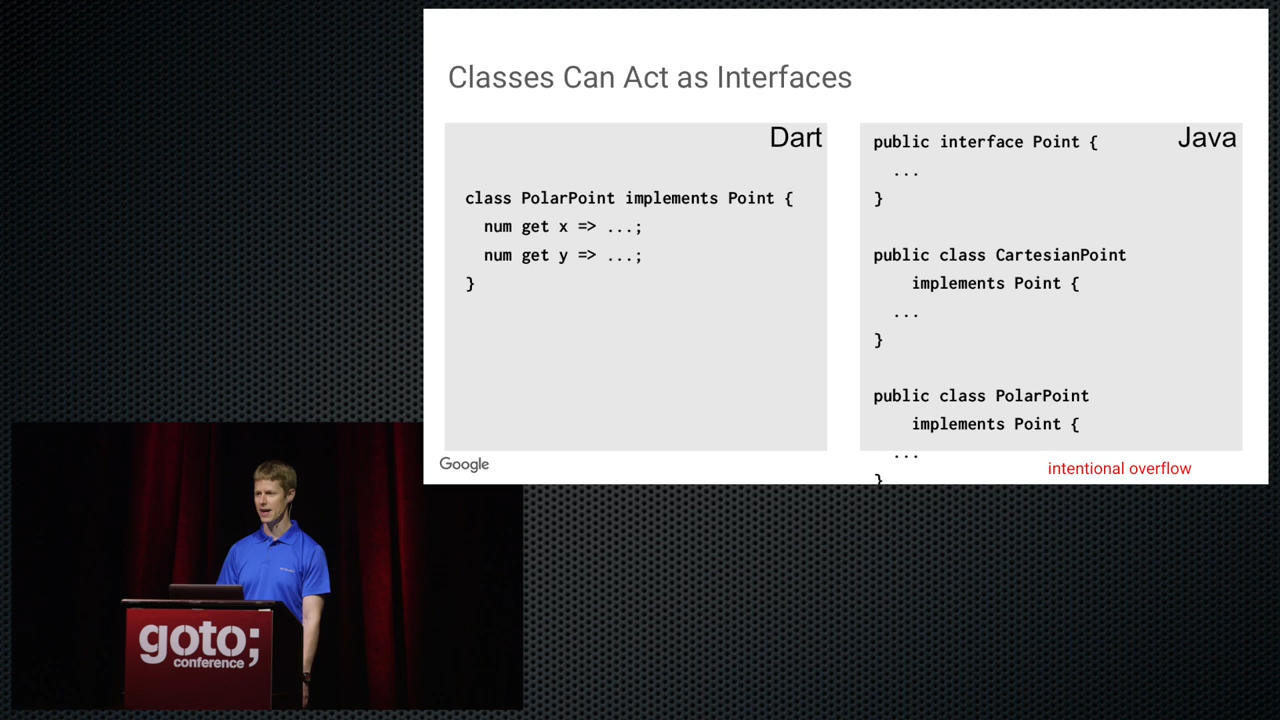 Classes Can Act as Interfaces
Dart
class PolarPoint implements Point {
num get x => ...;
num get y => ...;
}
Java
public interface Point {
...
}
public class CartesianPoint
implements Point {
...
}
public class PolarPoint
implements Point {
...
}
Google
intentional overflow
goto;
conference